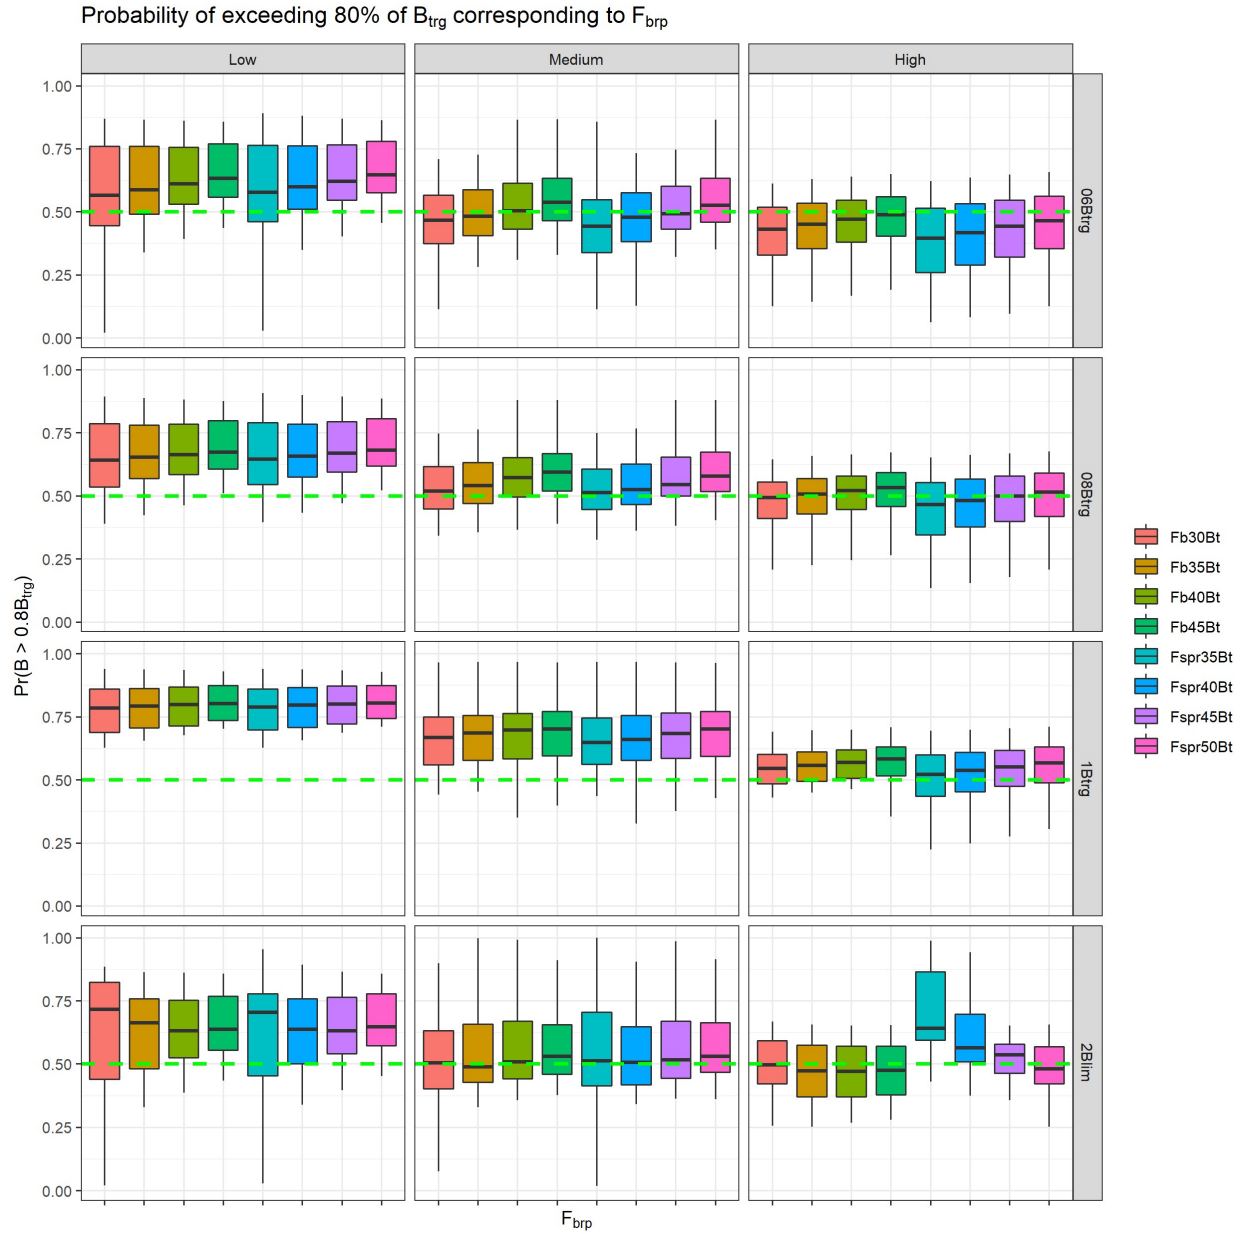 Probability of exceeding 80% of Btrg corresponding to Fbrp
Low
Medium
High
1.00
0.75
0.50
0.25
0.00
06Btrg
1.00
0.75
0.50
0.25
0.00
08Btrg
1.00
0.75
0.50
0.25
0.00
1Btrg
1.00
0.75
0.50
0.25
0.00
2Blim
Pr(B > 0.8Btrg)
Fbrp
Fb30Bt
Fb35Bt
Fb40Bt
Fb45Bt
Fspr35Bt
Fspr40Bt
Fspr45Bt
Fspr50Bt